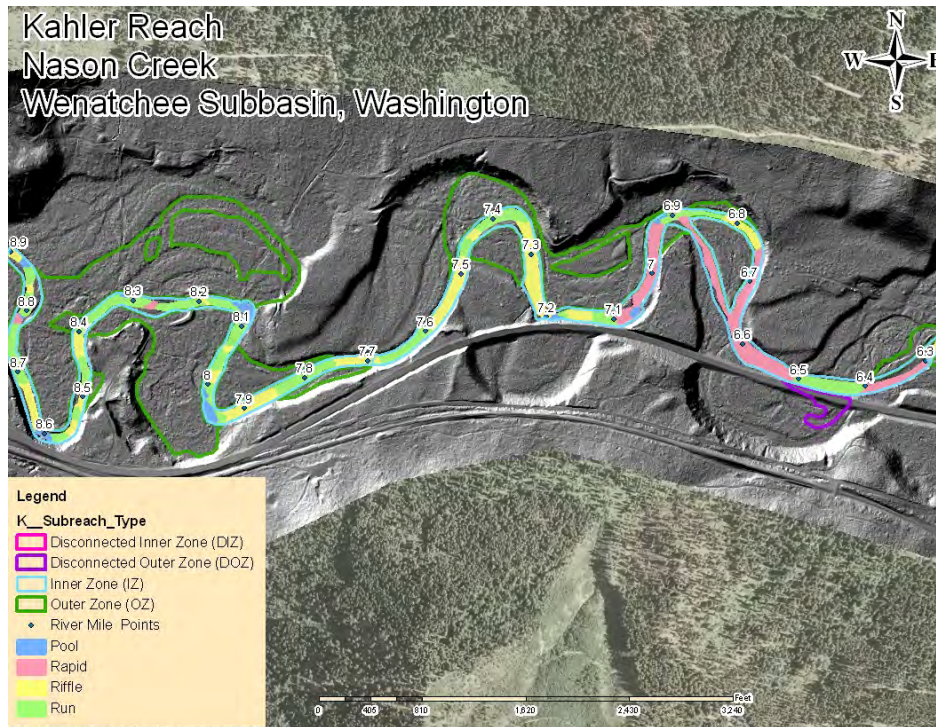 Kahler Reach
Nason Creek
Wenatchee Subbasin, Washington
N
W E
S
8.9
8.8
8.7
8.6
8.5
8.4
8.3
8.2
8.1
8
7.9
7.8
7.7
7.6
7.5
7.4
7.3
7.2
7.1
7
6.9
6.8
6.7
6.6
6.5
6.4
6.3
Legend
K__Subreach_Type
Disconnected Inner Zone (DIZ)
Disconnected Outer Zone (DOZ)
Inner Zone (IZ)
Outer Zone (OZ)
River Mile Points
Pool
Rapid
Riffle
Run
Feet
0 405 810 1,620 2,430 3,240